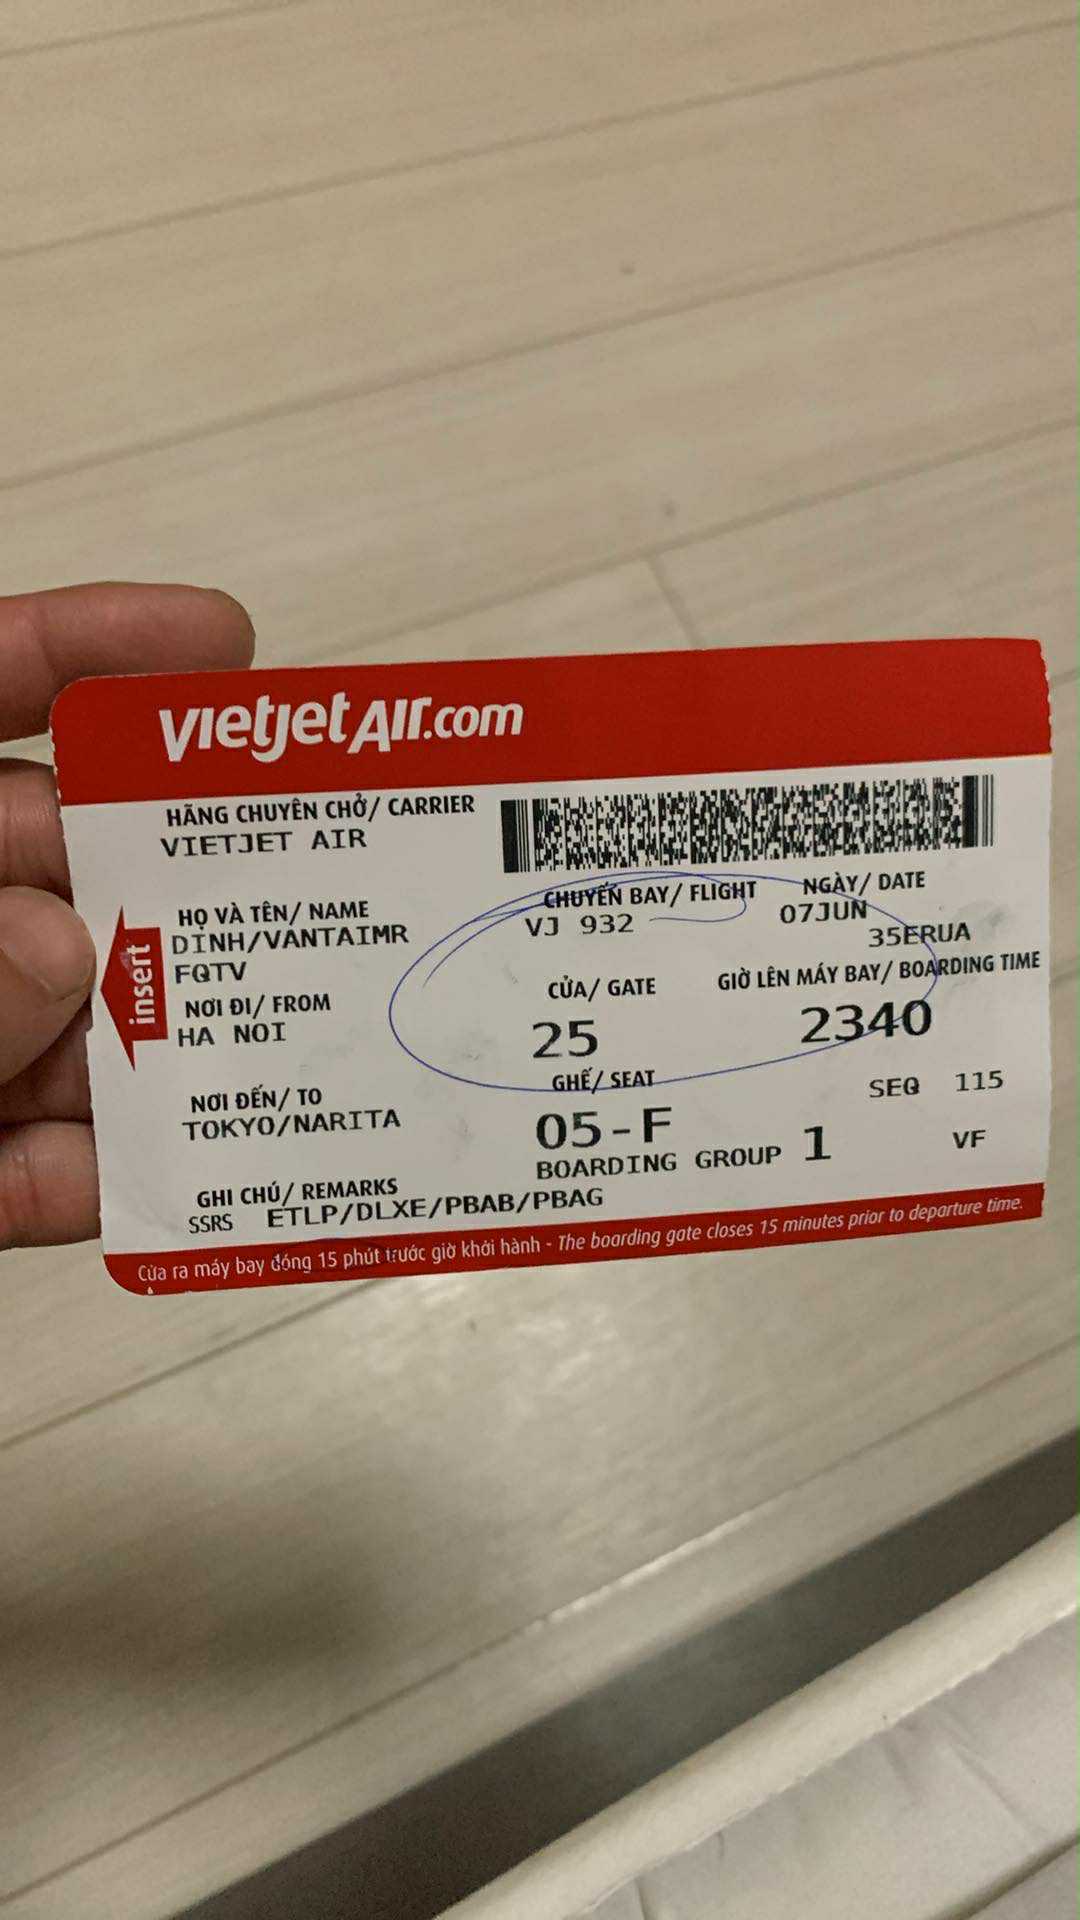 vietjetAir.com
HÃNG CHUYÊN CHỞ/ CARRIER
VIETJET AIR
HỌ VÀ TÊN/ NAME
DINH/VANTAIMR
FQTV
NƠI ĐI/ FROM
HA NOI
NƠI ĐẾN/ TO
TOKYO/NARITA
GHI CHÚ/ REMARKS
SSRS ETLP/DLXE/PBAB/PBAG
CHUYẾN BAY/ FLIGHT
VJ 932
NGÀY/ DATE
07JUN
35ERUA
CỬA/ GATE
25
GIỜ LÊN MÁY BAY/ BOARDING TIME
2340
GHẾ/ SEAT
05-F
SEQ 115
BOARDING GROUP 1
VF
insert
Cửa ra máy bay đóng 15 phút trước giờ khởi hành - The boarding gate closes 15 minutes prior to departure time.